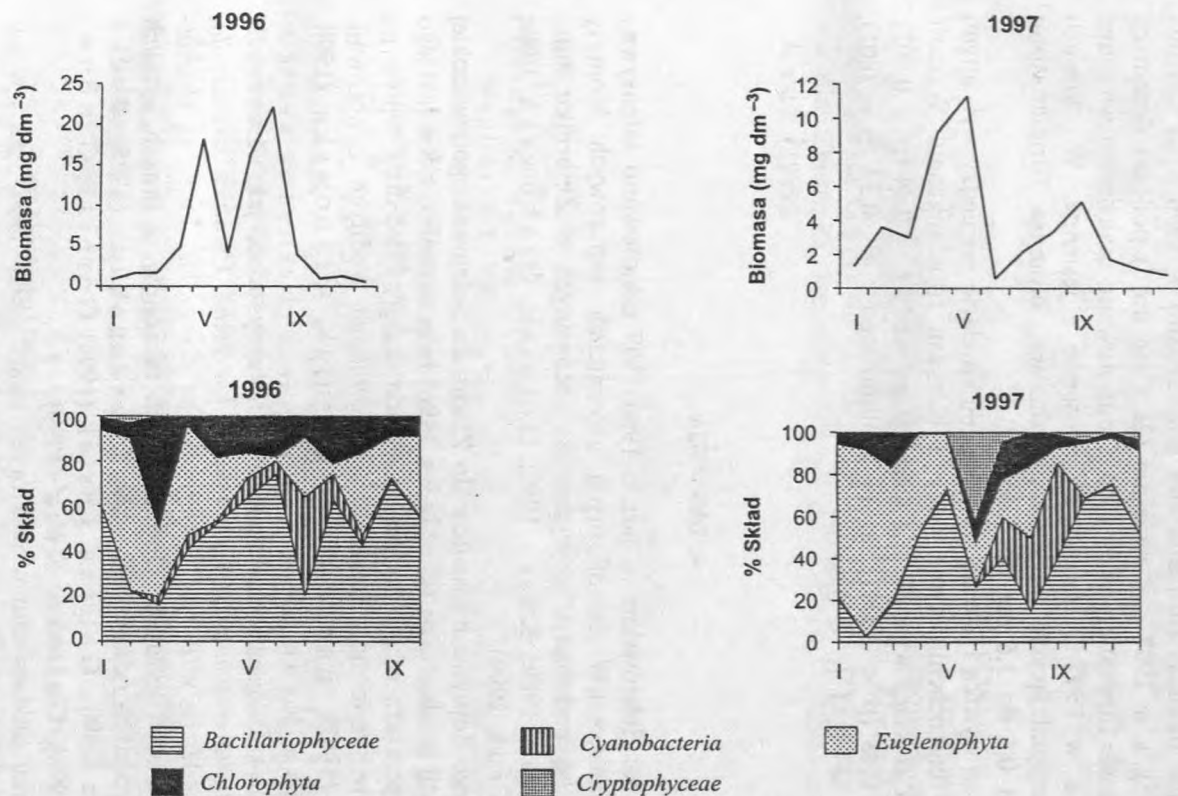 1996
Biomasa (mg dm⁻³)
25
20
15
10
5
0
I
V
IX
1997
Biomasa (mg dm⁻³)
12
10
8
6
4
2
0
I
V
IX
1996
% Skład
100
80
60
40
20
0
I
V
IX
1997
% Skład
100
80
60
40
20
0
I
V
IX
Bacillariophyceae
Cyanobacteria
Euglenophyta
Chlorophyta
Cryptophyceae